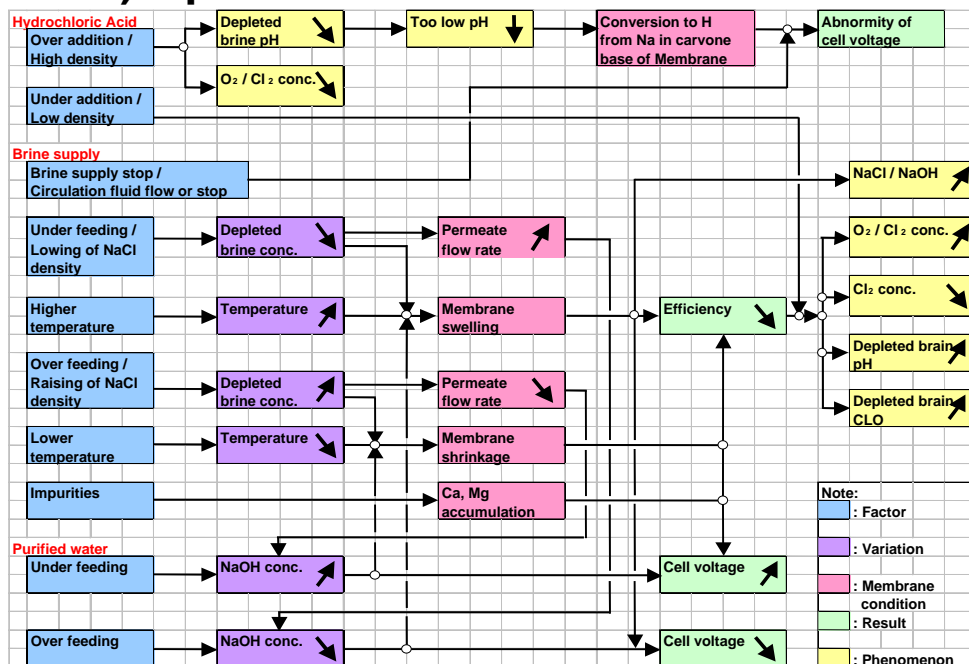 Hydrochloric Acid
Over addition /
High density
Depleted
brine pH
Too low pH
Conversion to H
from Na in carvone
base of Membrane
Abnormity of
cell voltage
O₂ / Cl ₂ conc.
Under addition /
Low density
Brine supply
Brine supply stop /
Circulation fluid flow or stop
NaCl / NaOH
Under feeding /
Lowing of NaCl
density
Depleted
brine conc.
Permeate
flow rate
O₂ / Cl ₂ conc.
Cl₂ conc.
Higher
temperature
Temperature
Membrane
swelling
Efficiency
Depleted brain
pH
Over feeding /
Raising of NaCl
density
Depleted
brine conc.
Permeate
flow rate
Depleted brain
CLO
Lower
temperature
Temperature
Membrane
shrinkage
Impurities
Ca, Mg
accumulation
Note:
: Factor
: Variation
: Membrane
condition
: Result
: Phenomenon
Purified water
Under feeding
NaOH conc.
Cell voltage
Over feeding
NaOH conc.
Cell voltage